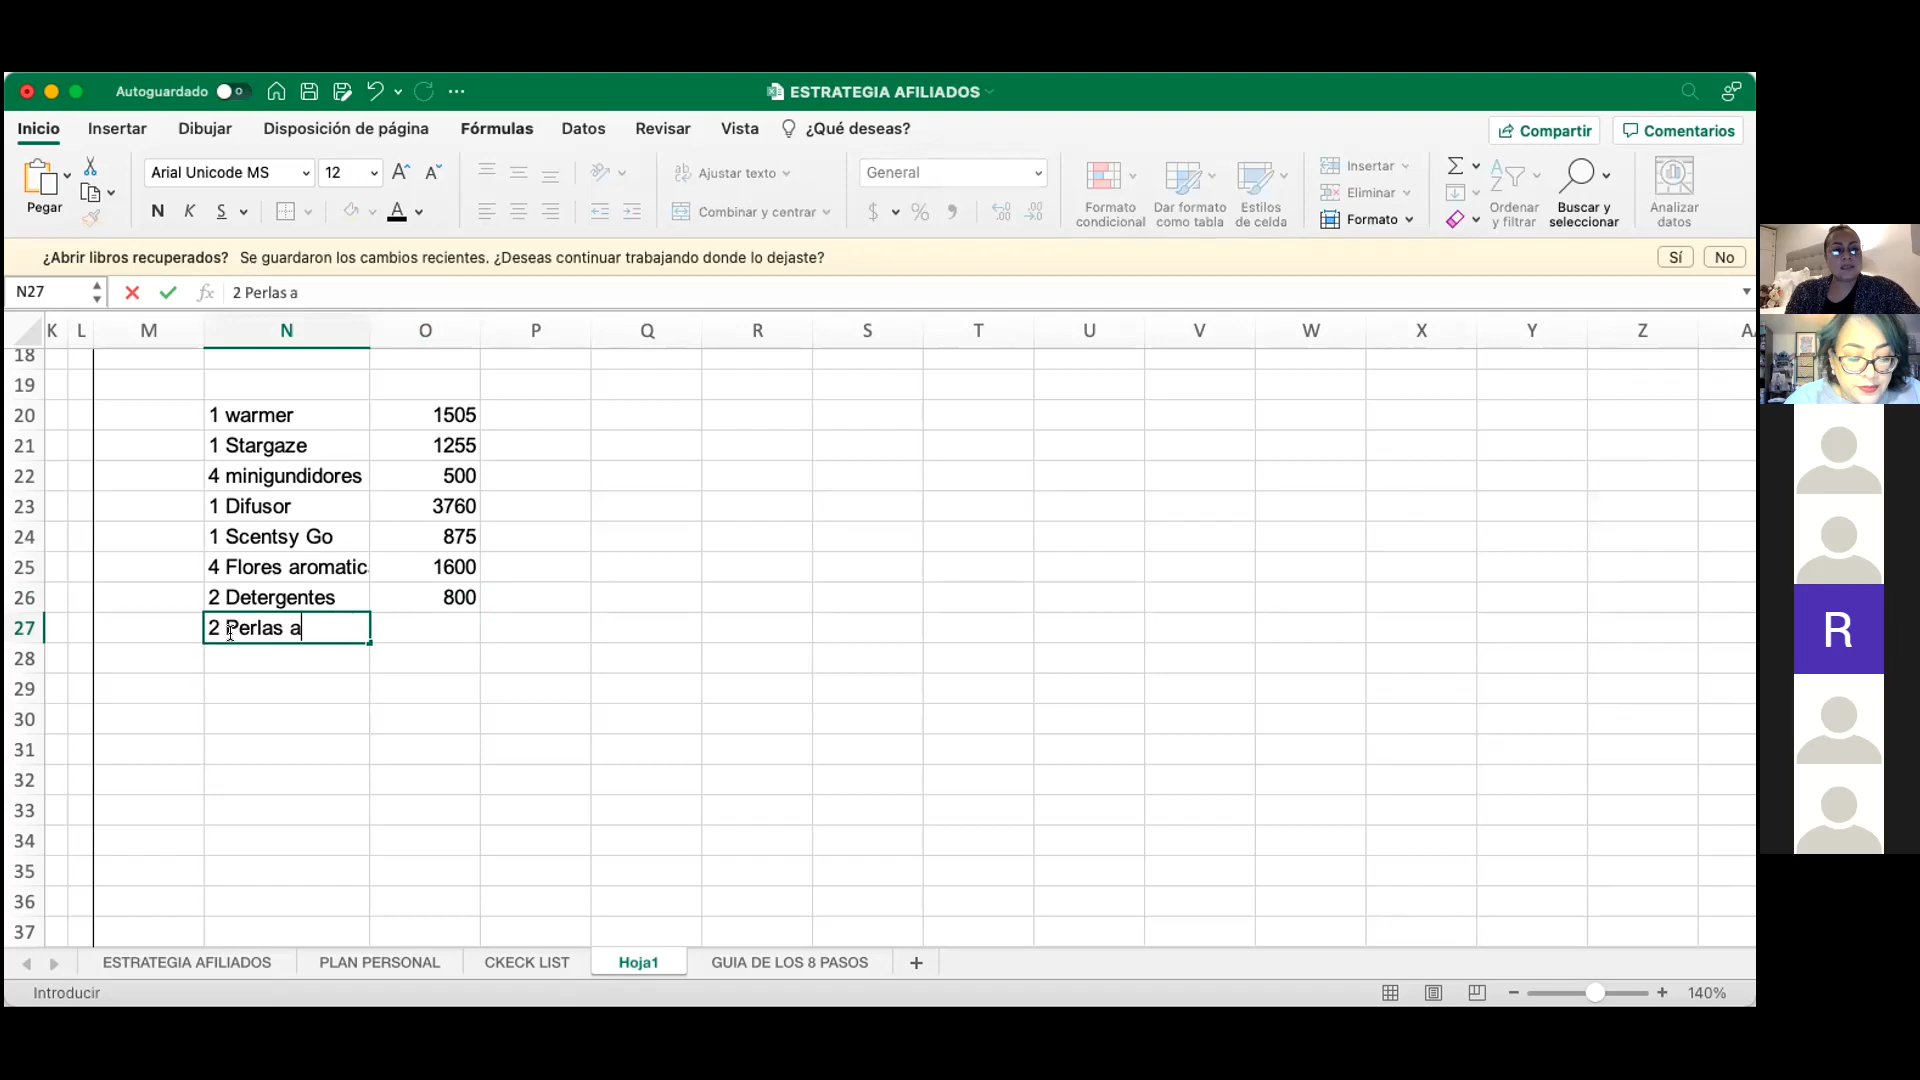 Autoguardado
ESTRATEGIA AFILIADOS
Inicio Insertar Dibujar Disposición de página Fórmulas Datos Revisar Vista ¿Qué deseas? Compartir Comentarios
Pegar
Arial Unicode MS 12
N K S A
Ajustar texto
Combinar y centrar
General
$ %
Formato condicional
Dar formato como tabla
Estilos de celda
Insertar
Eliminar
Formato
Ordenar y filtrar
Buscar y seleccionar
Analizar datos
¿Abrir libros recuperados? Se guardaron los cambios recientes. ¿Deseas continuar trabajando donde lo dejaste? Sí No
N27 fx 2 Perlas a
K L M N O P Q R S T U V W X Y Z
18
19
20 1 warmer 1505
21 1 Stargaze 1255
22 4 minigundidores 500
23 1 Difusor 3760
24 1 Scentsy Go 875
25 4 Flores aromatic 1600
26 2 Detergentes 800
27 2 Perlas a
28
29
30
31
32
33
34
35
36
37
R
ESTRATEGIA AFILIADOS PLAN PERSONAL CKECK LIST Hoja1 GUIA DE LOS 8 PASOS +
Introducir 140%